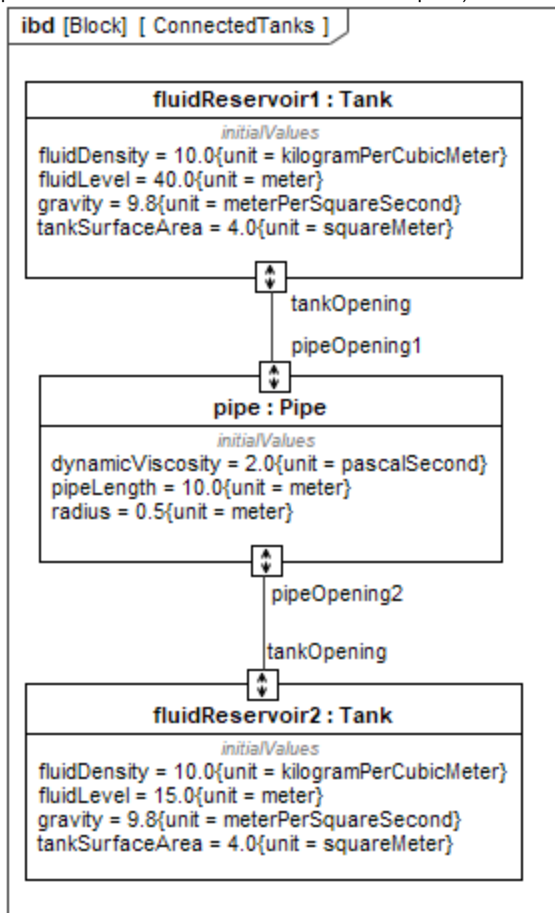 ibd [Block] [ ConnectedTanks ]
fluidReservoir1 : Tank
initialValues
fluidDensity = 10.0{unit = kilogramPerCubicMeter}
fluidLevel = 40.0{unit = meter}
gravity = 9.8{unit = meterPerSquareSecond}
tankSurfaceArea = 4.0{unit = squareMeter}
tankOpening
pipeOpening1
pipe : Pipe
initialValues
dynamicViscosity = 2.0{unit = pascalSecond}
pipeLength = 10.0{unit = meter}
radius = 0.5{unit = meter}
pipeOpening2
tankOpening
fluidReservoir2 : Tank
initialValues
fluidDensity = 10.0{unit = kilogramPerCubicMeter}
fluidLevel = 15.0{unit = meter}
gravity = 9.8{unit = meterPerSquareSecond}
tankSurfaceArea = 4.0{unit = squareMeter}